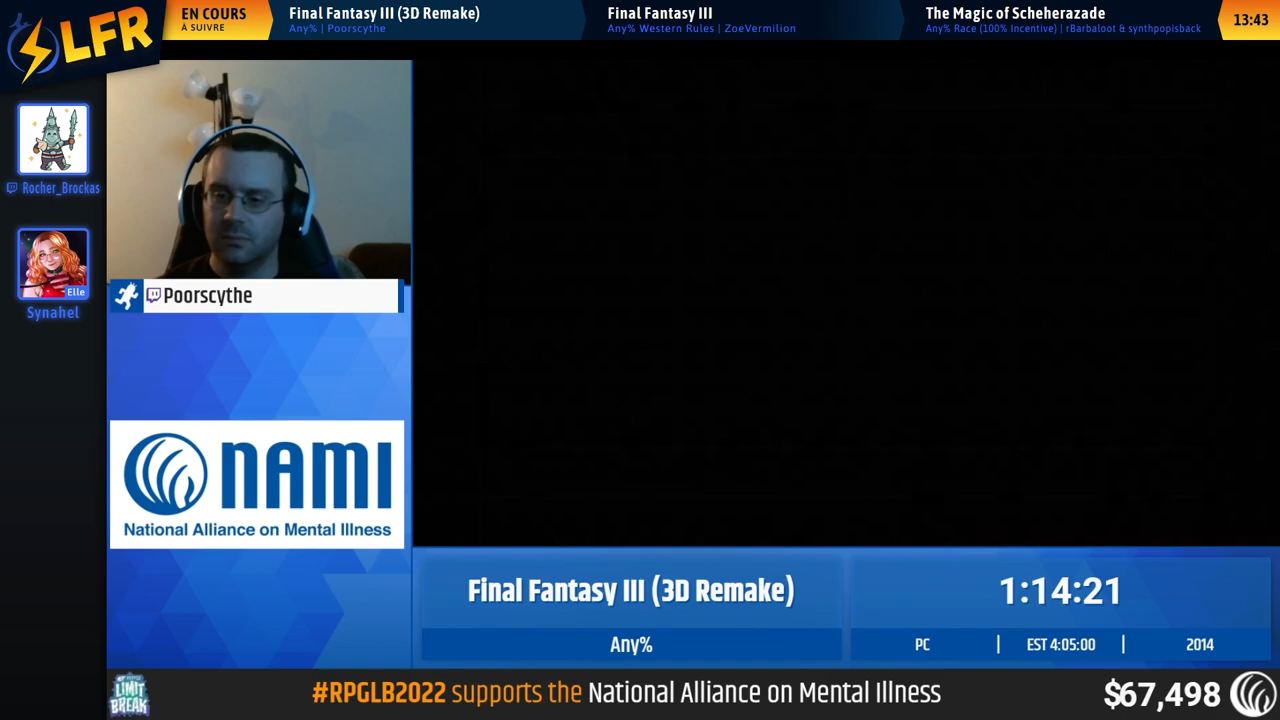 LFR
EN COURS
À SUIVRE
Final Fantasy III (3D Remake)
Any% | Poorscythe
Final Fantasy III
Any% Western Rules | ZoeVermilion
The Magic of Scheherazade
Any% Race (100% Incentive) | rBarbaloot & synthpopisback
13:43
Rocher_Brockas
Elle
Synahel
Poorscythe
NAMI
National Alliance on Mental Illness
Final Fantasy III (3D Remake)
1:14:21
Any%
PC | EST 4:05:00 | 2014
LIMIT
BREAK
#RPGLB2022 supports the National Alliance on Mental Illness
$67,498